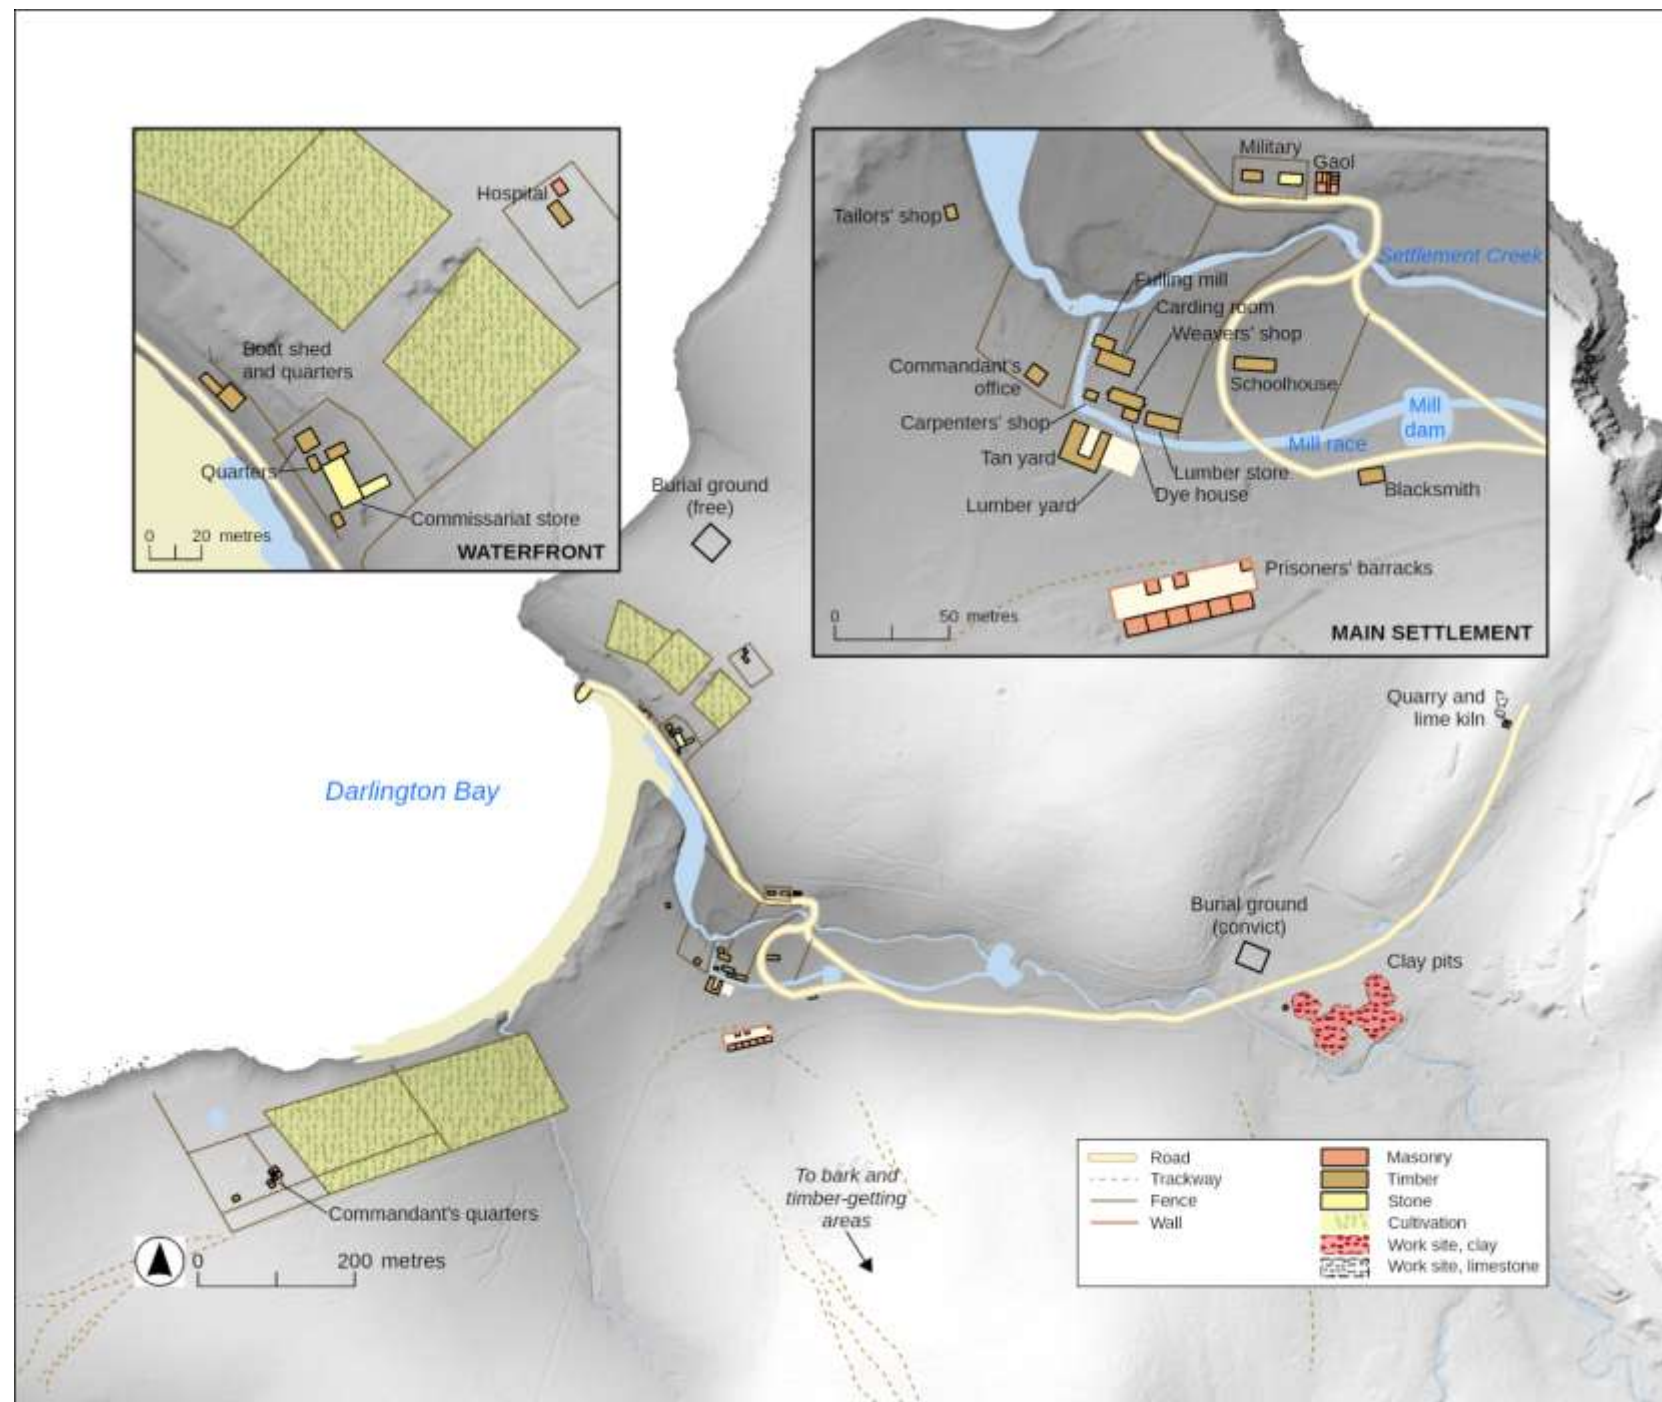 Hospital
Boat shed
and quarters
Quarters
Commissariat store
0 20 metres
WATERFRONT
Military
Gaol
Tailors' shop
Settlement Creek
Fulling mill
Carding room
Weavers' shop
Commandant's
office
Schoolhouse
Carpenters' shop
Mill
dam
Mill race
Tan yard
Lumber store
Dye house
Blacksmith
Lumber yard
Prisoners' barracks
0 50 metres
MAIN SETTLEMENT
Burial ground
(free)
Quarry and
lime kiln
Darlington Bay
Burial ground
(convict)
Clay pits
To bark and
timber-getting
areas
Commandant's quarters
0 200 metres
Road
Trackway
Fence
Wall
Masonry
Timber
Stone
Cultivation
Work site, clay
Work site, limestone